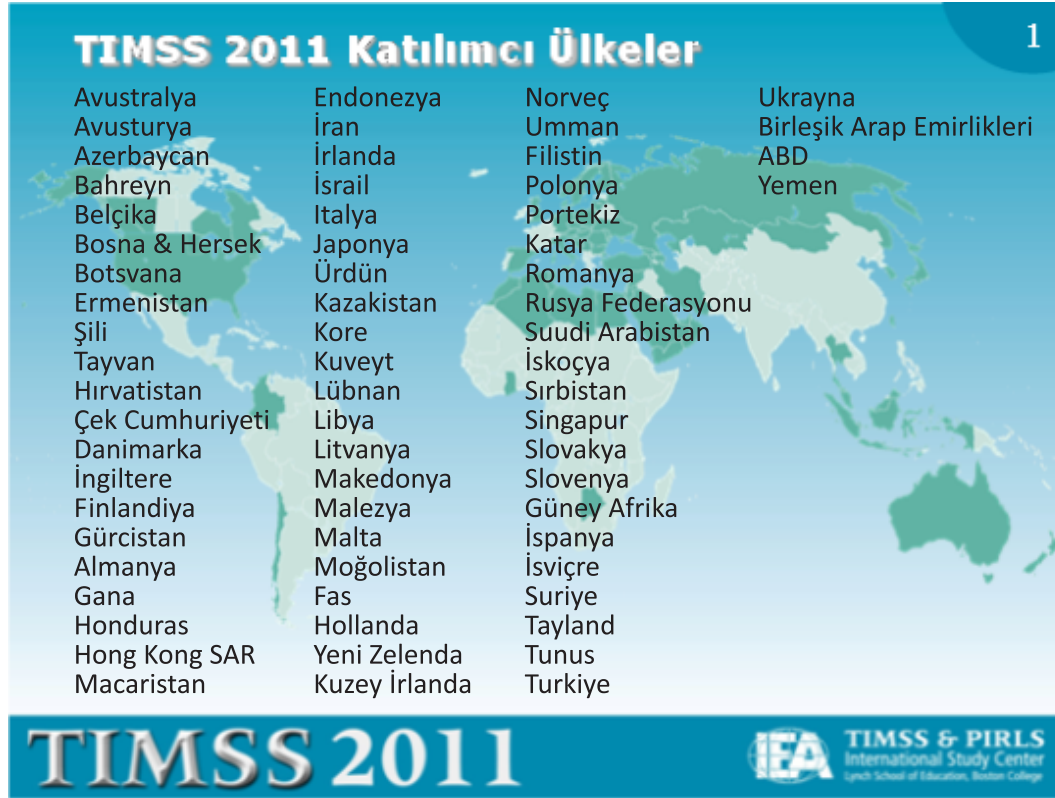 TIMSS 2011 Katılımcı Ülkeler
1
Avustralya
Avusturya
Azerbaycan
Bahreyn
Belçika
Bosna & Hersek
Botsvana
Ermenistan
Şili
Tayvan
Hırvatistan
Çek Cumhuriyeti
Danimarka
İngiltere
Finlandiya
Gürcistan
Almanya
Gana
Honduras
Hong Kong SAR
Macaristan
Endonezya
İran
İrlanda
İsrail
Italya
Japonya
Ürdün
Kazakistan
Kore
Kuveyt
Lübnan
Libya
Litvanya
Makedonya
Malezya
Malta
Moğolistan
Fas
Hollanda
Yeni Zelenda
Kuzey İrlanda
Norveç
Umman
Filistin
Polonya
Portekiz
Katar
Romanya
Rusya Federasyonu
Suudi Arabistan
İskoçya
Sırbistan
Singapur
Slovakya
Slovenya
Güney Afrika
İspanya
İsviçre
Suriye
Tayland
Tunus
Turkiye
Ukrayna
Birleşik Arap Emirlikleri
ABD
Yemen
TIMSS 2011
IEA
TIMSS & PIRLS
International Study Center
Lynch School of Education, Boston College